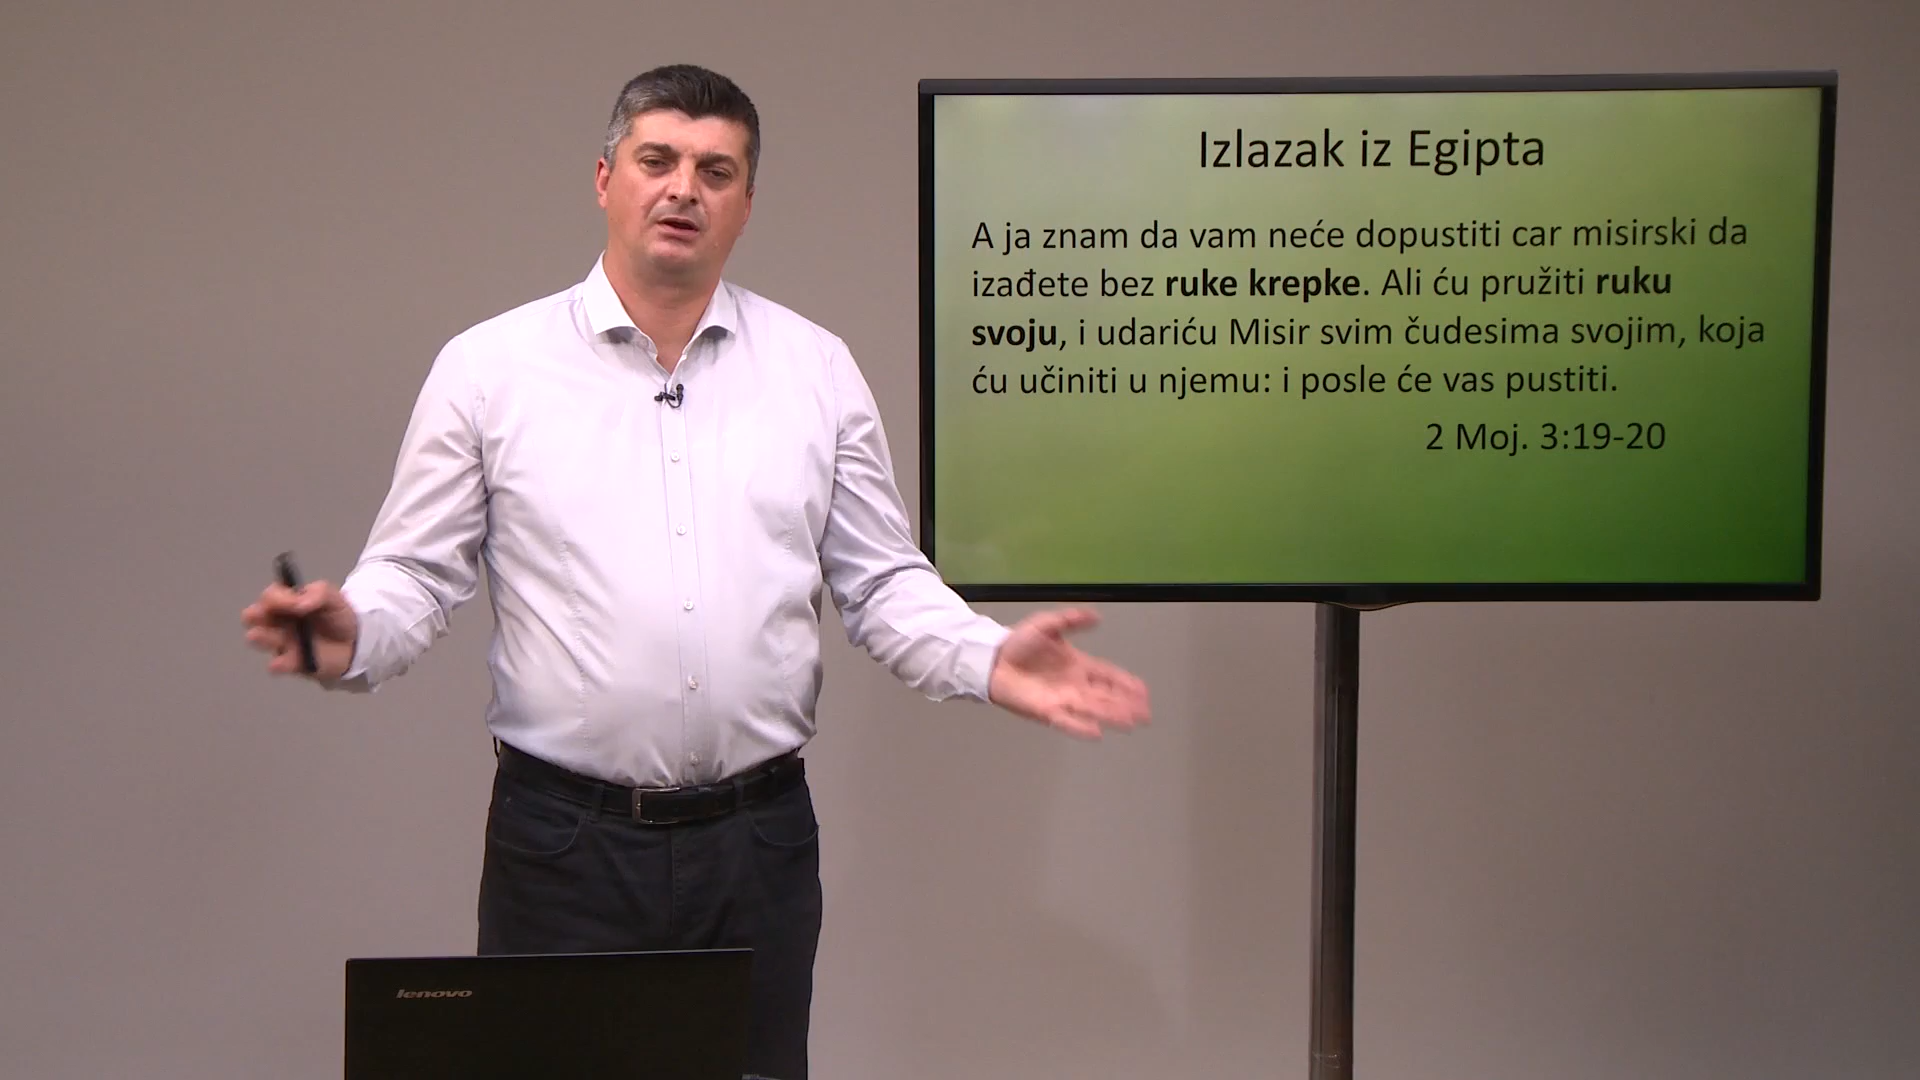 Izlazak iz Egipta
A ja znam da vam neće dopustiti car misirski da
izađete bez ruke krepke. Ali ću pružiti ruku
svoju, i udariću Misir svim čudesima svojim, koja
ću učiniti u njemu: i posle će vas pustiti.
2 Moj. 3:19-20
lenovo